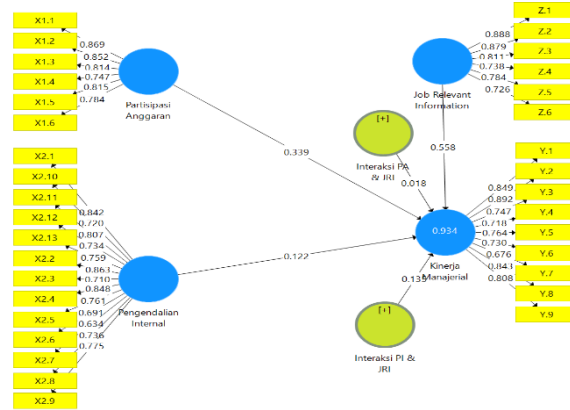 X1.1
X1.2
X1.3
X1.4
X1.5
X1.6
0.869
0.852
0.814
0.747
0.815
0.784
Partisipasi
Anggaran
X2.1
X2.10
X2.11
X2.12
X2.13
X2.2
X2.3
X2.4
X2.5
X2.6
X2.7
X2.8
X2.9
0.842
0.720
0.807
0.734
0.759
0.863
0.710
0.848
0.761
0.691
0.634
0.736
0.775
Pengendalian
Internal
0.339
0.122
[+]
Interaksi PA
& JRI
0.018
0.558
[+]
Interaksi PI &
JRI
Job Relevant
Information
0.888
0.879
0.811
0.738
0.784
0.726
Z.1
Z.2
Z.3
Z.4
Z.5
Z.6
0.934
Kinerja
Manajerial
0.849
0.892
0.747
0.718
0.764
0.730
0.676
0.843
0.808
Y.1
Y.2
Y.3
Y.4
Y.5
Y.6
Y.7
Y.8
Y.9